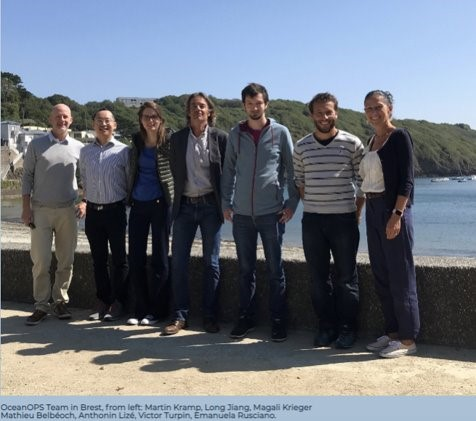 OceanOPS Team in Brest, from left: Martin Kramp, Long Jiang, Magali Krieger
Mathieu Belbéoch, Anthonin Lizé, Victor Turpin, Emanuela Rusciano.